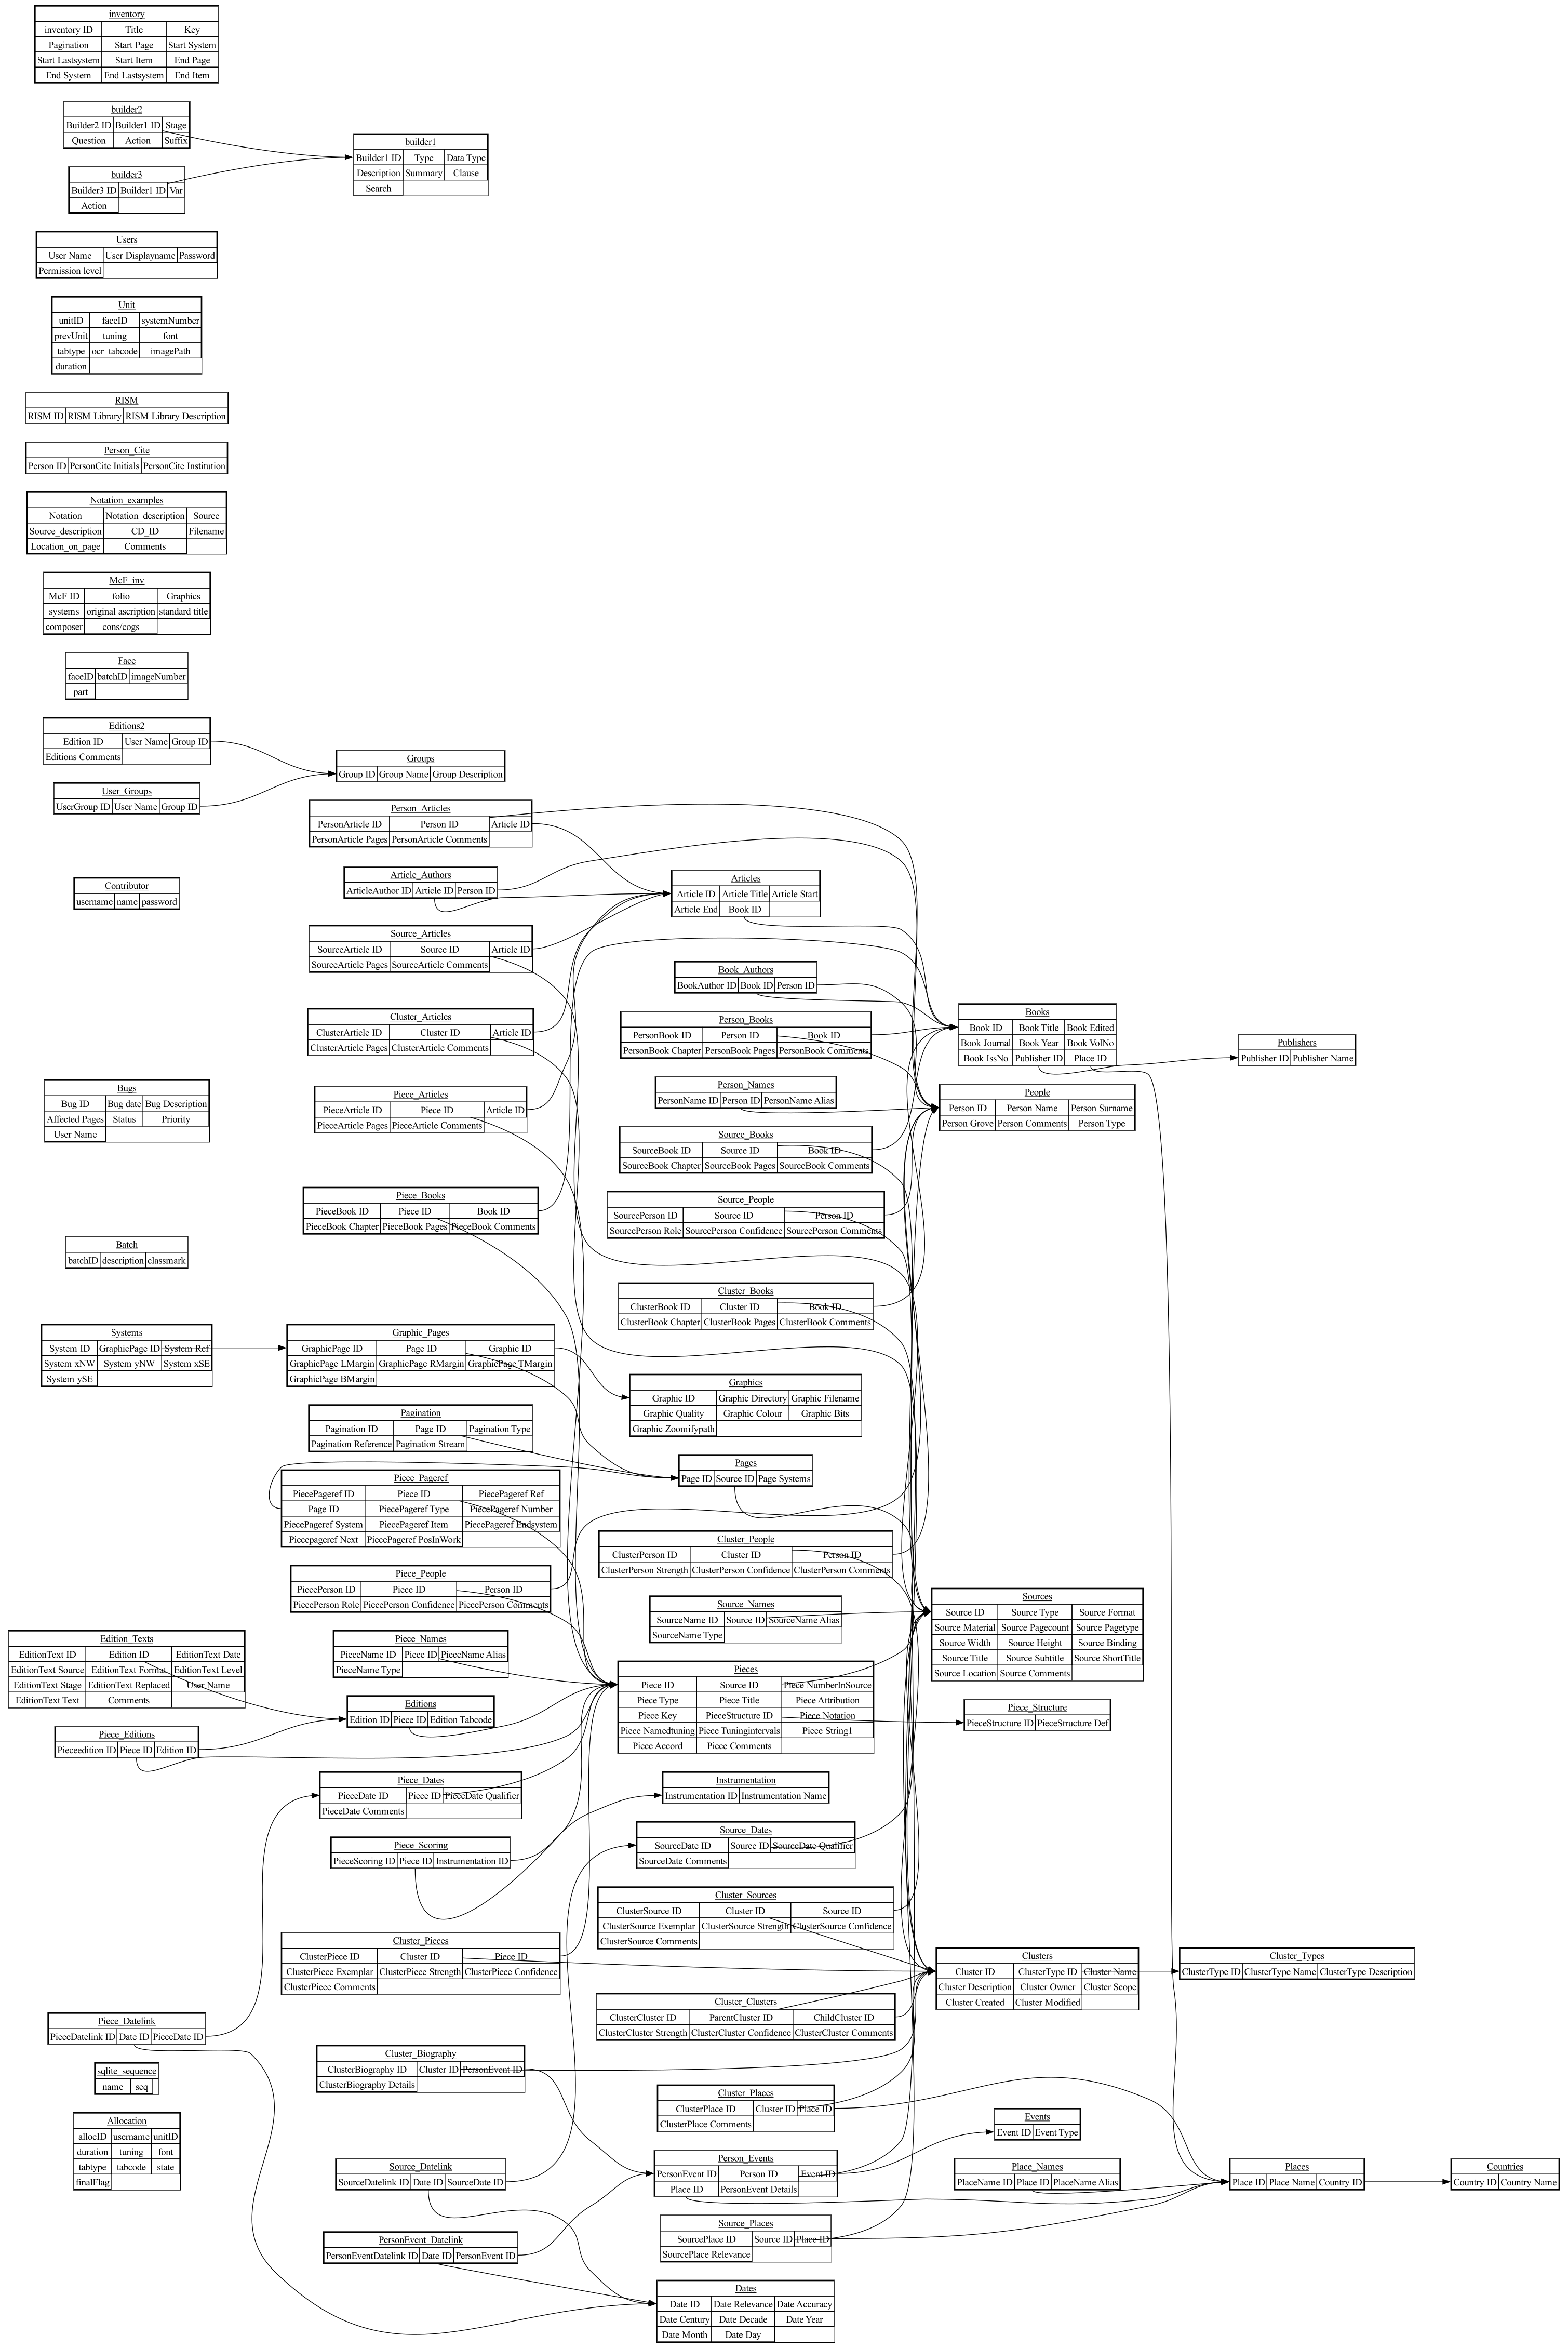 inventory
inventory ID Title Key
Pagination Start Page Start System
Start Lastsystem Start Item End Page
End System End Lastsystem End Item
builder2
Builder2 ID Builder1 ID Stage
Question Action Suffix
builder1
Builder1 ID Type Data Type
Description Summary Clause
Search
builder3
Builder3 ID Builder1 ID Var
Action
Users
User Name User Displayname Password
Permission level
Unit
unitID faceID systemNumber
prevUnit tuning font
tabtype ocr_tabcode imagePath
duration
RISM
RISM ID RISM Library RISM Library Description
Person_Cite
Person ID PersonCite Initials PersonCite Institution
Notation_examples
Notation Notation_description Source
Source_description CD_ID Filename
Location_on_page Comments
McF_inv
McF ID folio Graphics
systems original ascription standard title
composer cons/cogs
Face
faceID batchID imageNumber
part
Editions2
Edition ID User Name Group ID
Editions Comments
Groups
Group ID Group Name Group Description
User_Groups
UserGroup ID User Name Group ID
Person_Articles
PersonArticle ID Person ID Article ID
PersonArticle Pages PersonArticle Comments
Article_Authors
ArticleAuthor ID Article ID Person ID
Articles
Article ID Article Title Article Start
Article End Book ID
Contributor
username name password
Source_Articles
SourceArticle ID Source ID Article ID
SourceArticle Pages SourceArticle Comments
Book_Authors
BookAuthor ID Book ID Person ID
Cluster_Articles
ClusterArticle ID Cluster ID Article ID
ClusterArticle Pages ClusterArticle Comments
Person_Books
PersonBook ID Person ID Book ID
PersonBook Chapter PersonBook Pages PersonBook Comments
Books
Book ID Book Title Book Edited
Book Journal Book Year Book VolNo
Book IssNo Publisher ID Place ID
Publishers
Publisher ID Publisher Name
Bugs
Bug ID Bug date Bug Description
Affected Pages Status Priority
User Name
Piece_Articles
PieceArticle ID Piece ID Article ID
PieceArticle Pages PieceArticle Comments
Person_Names
PersonName ID Person ID PersonName Alias
People
Person ID Person Name Person Surname
Person Grove Person Comments Person Type
Source_Books
SourceBook ID Source ID Book ID
SourceBook Chapter SourceBook Pages SourceBook Comments
Piece_Books
PieceBook ID Piece ID Book ID
PieceBook Chapter PieceBook Pages PieceBook Comments
Source_People
SourcePerson ID Source ID Person ID
SourcePerson Role SourcePerson Confidence SourcePerson Comments
Batch
batchID description classmark
Cluster_Books
ClusterBook ID Cluster ID Book ID
ClusterBook Chapter ClusterBook Pages ClusterBook Comments
Systems
System ID GraphicPage ID System Ref
System xNW System yNW System xSE
System ySE
Graphic_Pages
GraphicPage ID Page ID Graphic ID
GraphicPage LMargin GraphicPage RMargin GraphicPage TMargin
GraphicPage BMargin
Graphics
Graphic ID Graphic Directory Graphic Filename
Graphic Quality Graphic Colour Graphic Bits
Graphic Zoomifypath
Pagination
Pagination ID Page ID Pagination Type
Pagination Reference Pagination Stream
Pages
Page ID Source ID Page Systems
Piece_Pageref
PiecePageref ID Piece ID PiecePageref Ref
Page ID PiecePageref Type PiecePageref Number
PiecePageref System PiecePageref Item PiecePageref Endsystem
Piecepageref Next PiecePageref PosInWork
Cluster_People
ClusterPerson ID Cluster ID Person ID
ClusterPerson Strength ClusterPerson Confidence ClusterPerson Comments
Piece_People
PiecePerson ID Piece ID Person ID
PiecePerson Role PiecePerson Confidence PiecePerson Comments
Source_Names
SourceName ID Source ID SourceName Alias
SourceName Type
Sources
Source ID Source Type Source Format
Source Material Source Pagecount Source Pagetype
Source Width Source Height Source Binding
Source Title Source Subtitle Source ShortTitle
Source Location Source Comments
Edition_Texts
EditionText ID Edition ID EditionText Date
EditionText Source EditionText Format EditionText Level
EditionText Stage EditionText Replaced User Name
EditionText Text Comments
Piece_Names
PieceName ID Piece ID PieceName Alias
PieceName Type
Pieces
Piece ID Source ID Piece NumberInSource
Piece Type Piece Title Piece Attribution
Piece Key PieceStructure ID Piece Notation
Piece Namedtuning Piece Tuningintervals Piece String1
Piece Accord Piece Comments
Editions
Edition ID Piece ID Edition Tabcode
Piece_Structure
PieceStructure ID PieceStructure Def
Piece_Editions
Pieceedition ID Piece ID Edition ID
Piece_Dates
PieceDate ID Piece ID PieceDate Qualifier
PieceDate Comments
Instrumentation
Instrumentation ID Instrumentation Name
Piece_Scoring
PieceScoring ID Piece ID Instrumentation ID
Source_Dates
SourceDate ID Source ID SourceDate Qualifier
SourceDate Comments
Cluster_Sources
ClusterSource ID Cluster ID Source ID
ClusterSource Exemplar ClusterSource Strength ClusterSource Confidence
ClusterSource Comments
Cluster_Pieces
ClusterPiece ID Cluster ID Piece ID
ClusterPiece Exemplar ClusterPiece Strength ClusterPiece Confidence
ClusterPiece Comments
Clusters
Cluster ID ClusterType ID Cluster Name
Cluster Description Cluster Owner Cluster Scope
Cluster Created Cluster Modified
Cluster_Types
ClusterType ID ClusterType Name ClusterType Description
Cluster_Clusters
ClusterCluster ID ParentCluster ID ChildCluster ID
ClusterCluster Strength ClusterCluster Confidence ClusterCluster Comments
Piece_Datelink
PieceDatelink ID Date ID PieceDate ID
Cluster_Biography
ClusterBiography ID Cluster ID PersonEvent ID
ClusterBiography Details
sqlite_sequence
name seq
Cluster_Places
ClusterPlace ID Cluster ID Place ID
ClusterPlace Comments
Allocation
allocID username unitID
duration tuning font
tabtype tabcode state
finalFlag
Events
Event ID Event Type
Person_Events
PersonEvent ID Person ID Event ID
Place ID PersonEvent Details
Source_Datelink
SourceDatelink ID Date ID SourceDate ID
Place_Names
PlaceName ID Place ID PlaceName Alias
Places
Place ID Place Name Country ID
Countries
Country ID Country Name
Source_Places
SourcePlace ID Source ID Place ID
SourcePlace Relevance
PersonEvent_Datelink
PersonEventDatelink ID Date ID PersonEvent ID
Dates
Date ID Date Relevance Date Accuracy
Date Century Date Decade Date Year
Date Month Date Day